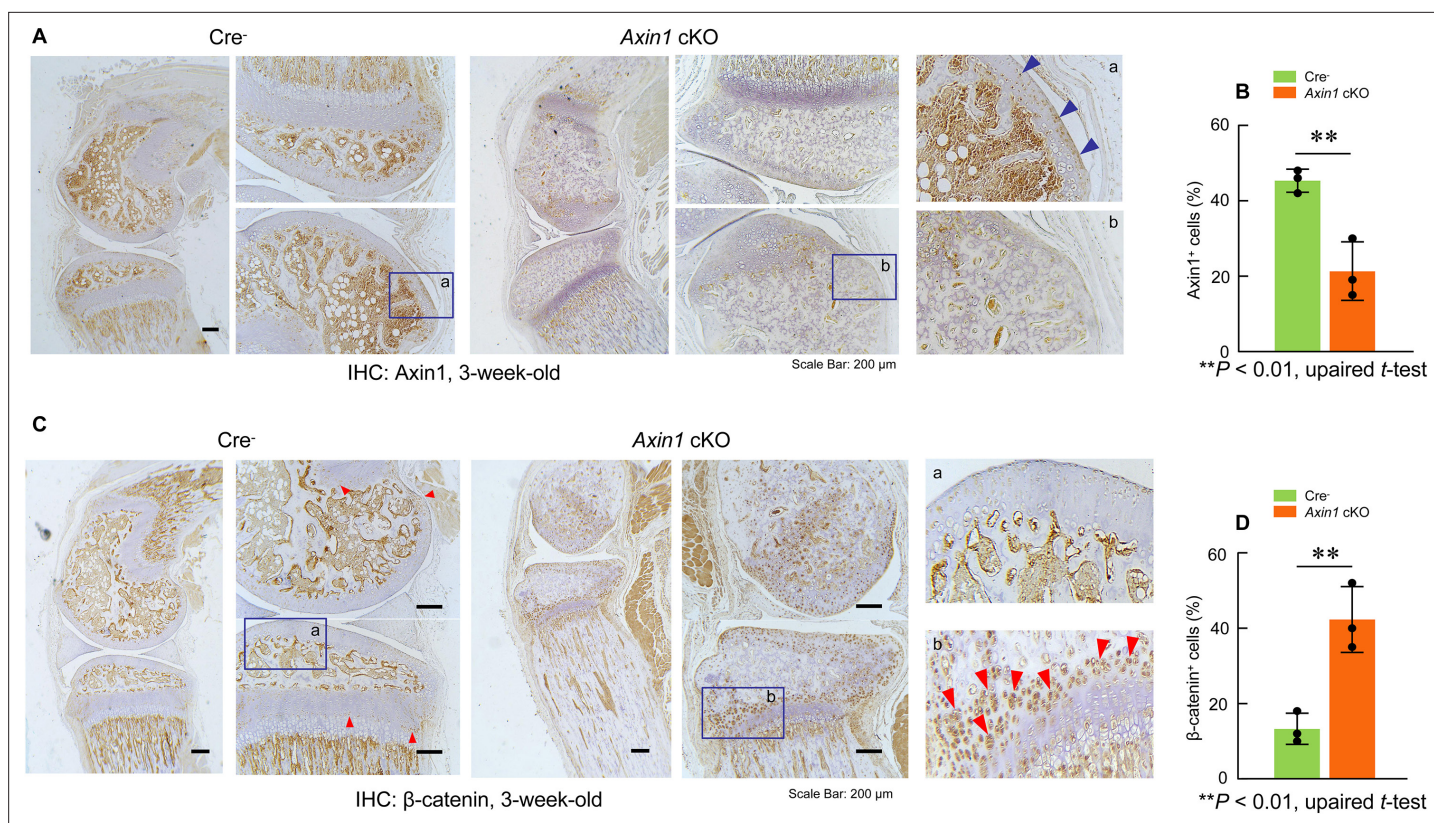 A
Cre-
Axin1 cKO
a
b
a
b
IHC: Axin1, 3-week-old
Scale Bar: 200 µm
B
Cre-
Axin1 cKO
**
60
40
20
0
Axin1+ cells (%)
**P < 0.01, upaired t-test
C
Cre-
Axin1 cKO
a
b
a
b
IHC: β-catenin, 3-week-old
Scale Bar: 200 µm
D
Cre-
Axin1 cKO
**
60
40
20
0
β-catenin+ cells (%)
**P < 0.01, upaired t-test